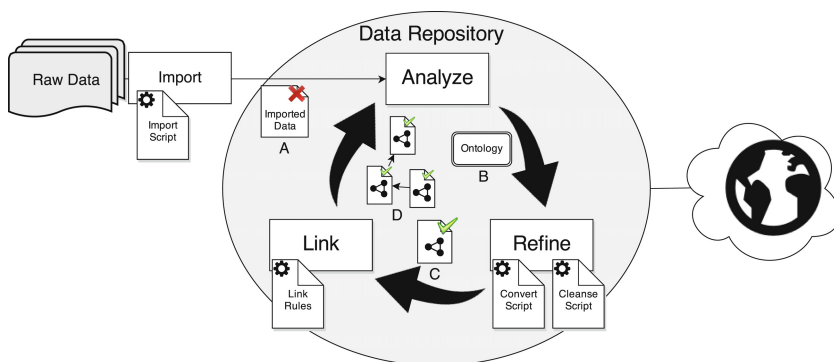 Data Repository
Raw Data
Import
Analyze
Import
Script
Imported
Data
A
Ontology
B
D
Link
C
Refine
Link
Rules
Convert
Script
Cleanse
Script